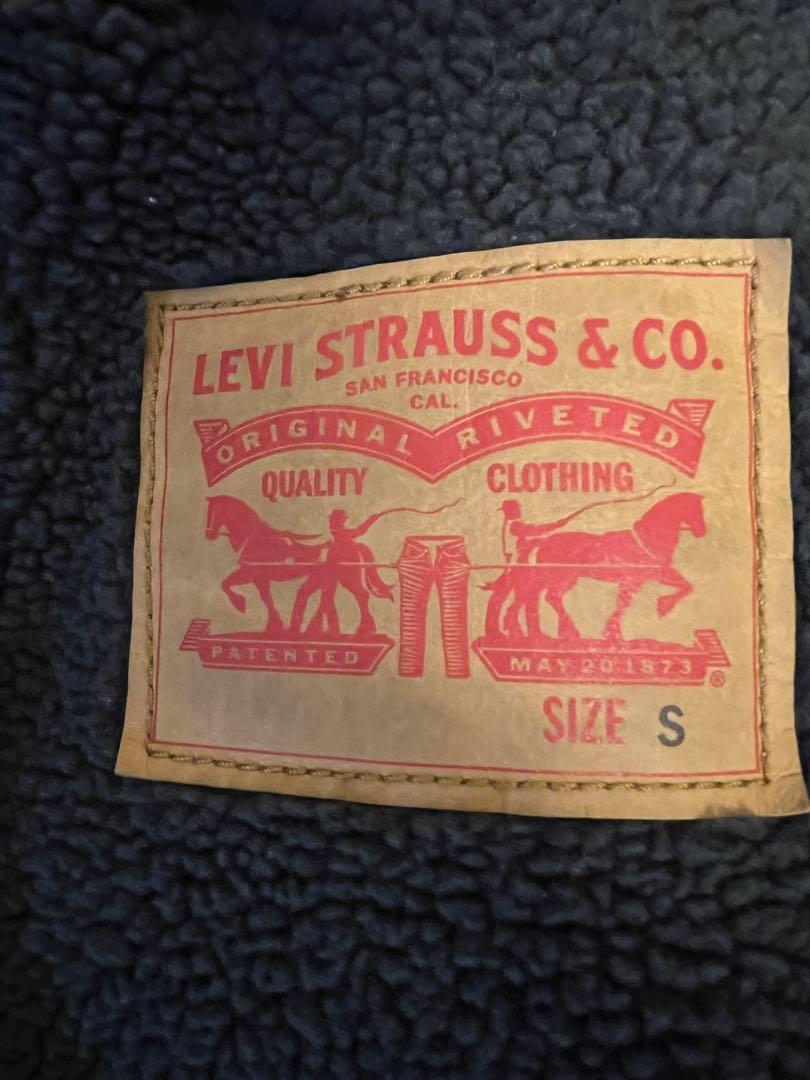 LEVI STRAUSS & CO.
SAN FRANCISCO
CAL.
ORIGINAL RIVETED
QUALITY CLOTHING
PATENTED MAY 20 1873
®
SIZE S